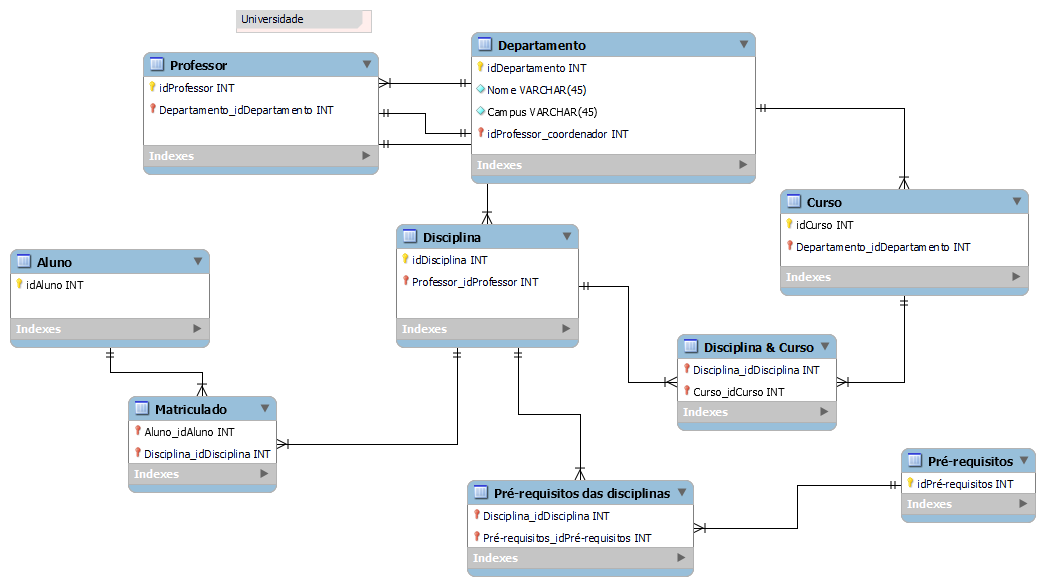 Universidade
Professor
idProfessor INT
Departamento_idDepartamento INT
Indexes
Departamento
idDepartamento INT
Nome VARCHAR(45)
Campus VARCHAR(45)
idProfessor_coordenador INT
Indexes
Curso
idCurso INT
Departamento_idDepartamento INT
Indexes
Disciplina
idDisciplina INT
Professor_idProfessor INT
Indexes
Aluno
idAluno INT
Indexes
Disciplina & Curso
Disciplina_idDisciplina INT
Curso_idCurso INT
Indexes
Matriculado
Aluno_idAluno INT
Disciplina_idDisciplina INT
Indexes
Pré-requisitos
idPré-requisitos INT
Indexes
Pré-requisitos das disciplinas
Disciplina_idDisciplina INT
Pré-requisitos_idPré-requisitos INT
Indexes